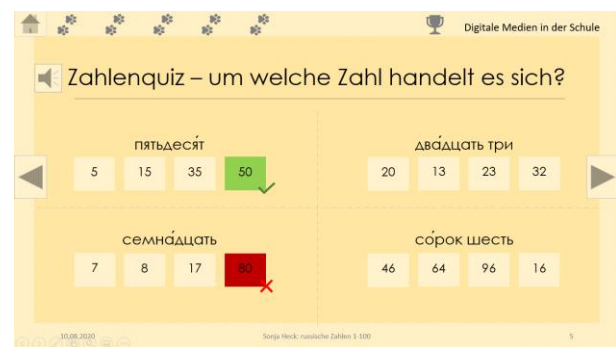 Digitale Medien in der Schule
Zahlenquiz – um welche Zahl handelt es sich?
пятьдеся́т
5 15 35 50
два́дцать три
20 13 23 32
семна́дцать
7 8 17 80
со́рок шесть
46 64 96 16
10.08.2020 Sonja Heck: russische Zahlen 1-100 5